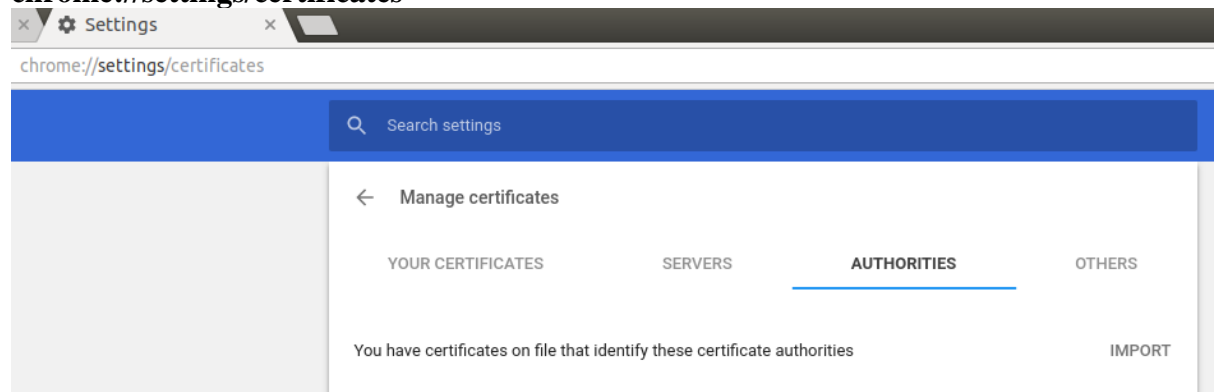 chrome://settings/certificates
Settings
chrome://settings/certificates
Search settings
Manage certificates
YOUR CERTIFICATES SERVERS AUTHORITIES OTHERS
You have certificates on file that identify these certificate authorities IMPORT